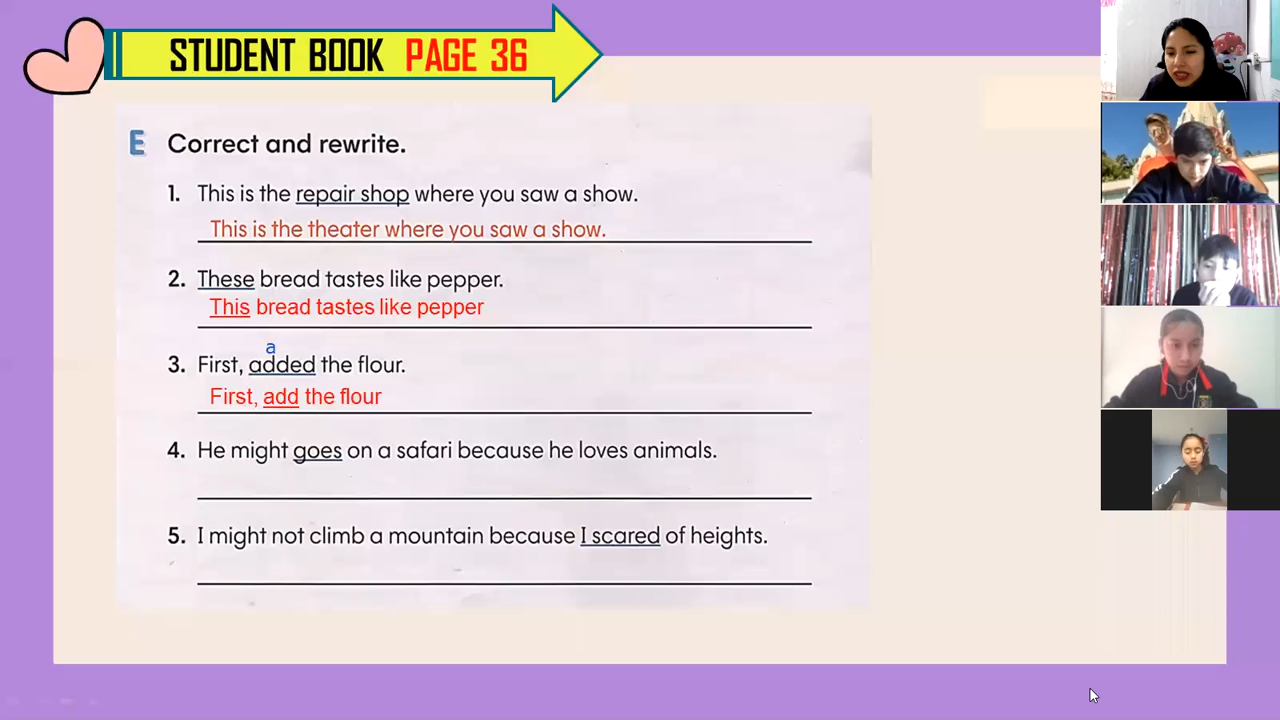 STUDENT BOOK PAGE 36
E Correct and rewrite.
1. This is the repair shop where you saw a show.
This is the theater where you saw a show.
2. These bread tastes like pepper.
This bread tastes like pepper
a
3. First, added the flour.
First, add the flour
4. He might goes on a safari because he loves animals.
5. I might not climb a mountain because I scared of heights.